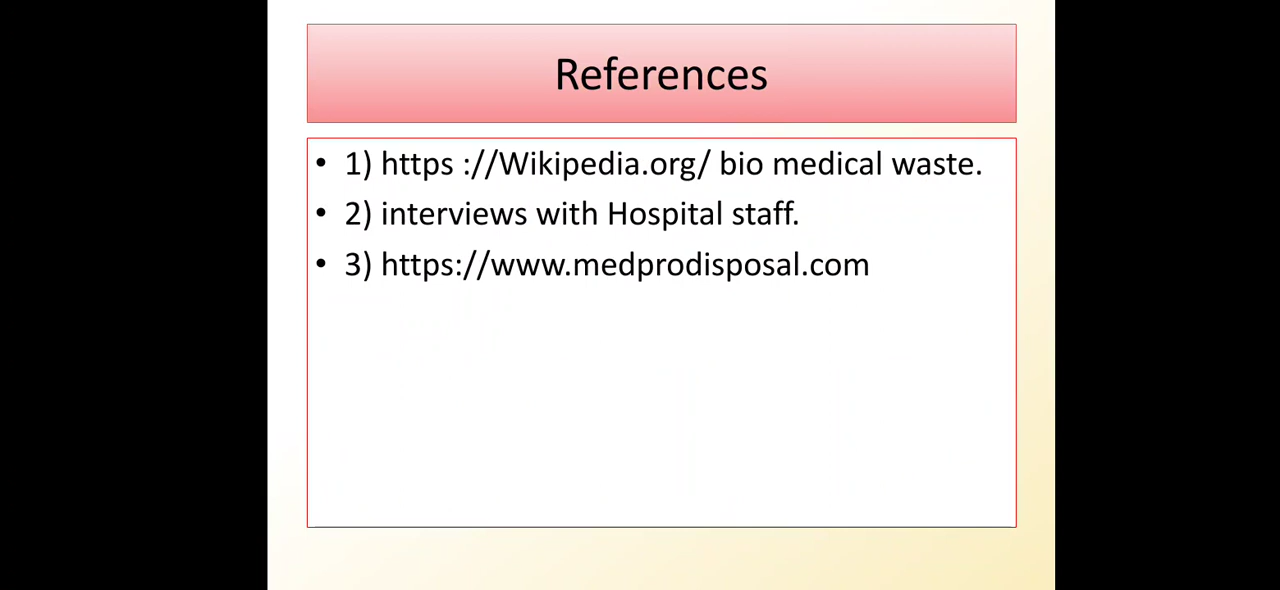 References
• 1) https ://Wikipedia.org/ bio medical waste.
• 2) interviews with Hospital staff.
• 3) https://www.medprodisposal.com